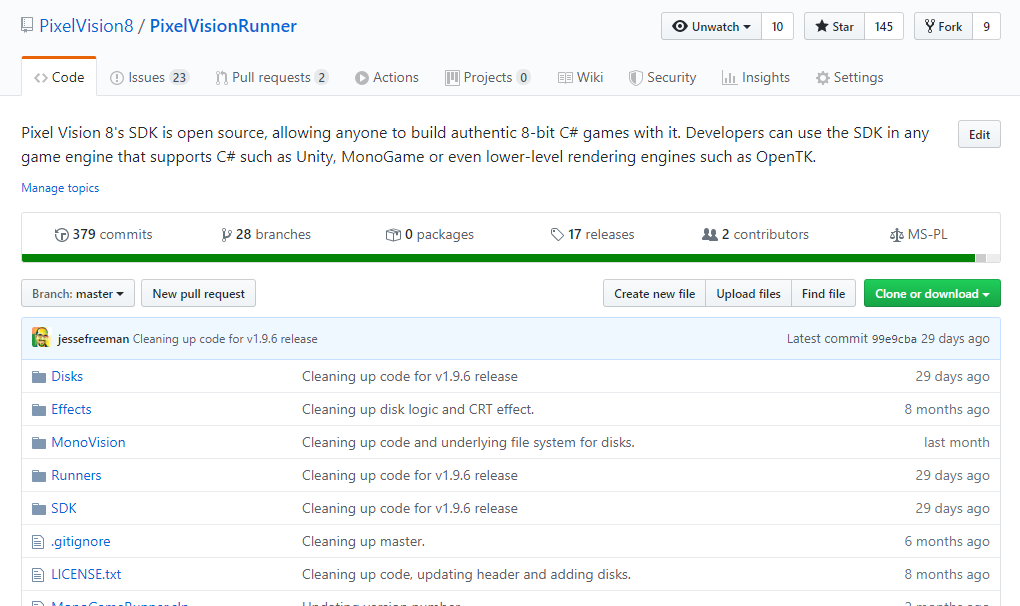 PixelVision8 / PixelVisionRunner
Unwatch 10 Star 145 Fork 9
Code Issues 23 Pull requests 2 Actions Projects 0 Wiki Security Insights Settings
Pixel Vision 8's SDK is open source, allowing anyone to build authentic 8-bit C# games with it. Developers can use the SDK in any
game engine that supports C# such as Unity, MonoGame or even lower-level rendering engines such as OpenTK.
Edit
Manage topics
379 commits 28 branches 0 packages 17 releases 2 contributors MS-PL
Branch: master New pull request Create new file Upload files Find file Clone or download
jessefreeman Cleaning up code for v1.9.6 release Latest commit 99e9cba 29 days ago
Disks Cleaning up code for v1.9.6 release 29 days ago
Effects Cleaning up disk logic and CRT effect. 8 months ago
MonoVision Cleaning up code and underlying file system for disks. last month
Runners Cleaning up code for v1.9.6 release 29 days ago
SDK Cleaning up code for v1.9.6 release 29 days ago
.gitignore Cleaning up master. 6 months ago
LICENSE.txt Cleaning up code, updating header and adding disks. 8 months ago
MonoGameRunner.sln Updating version number. months ago